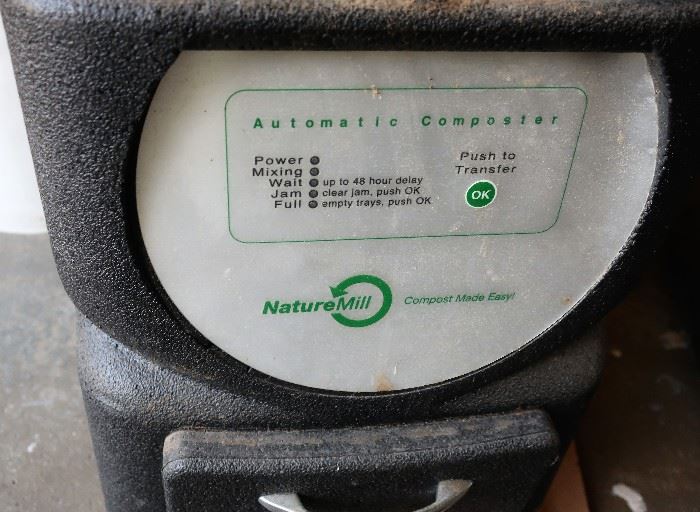 Automatic Composter
Power
Mixing
Wait up to 48 hour delay
Jam clear jam, push OK
Full empty trays, push OK
Push to
Transfer
OK
NatureMill Compost Made Easy!